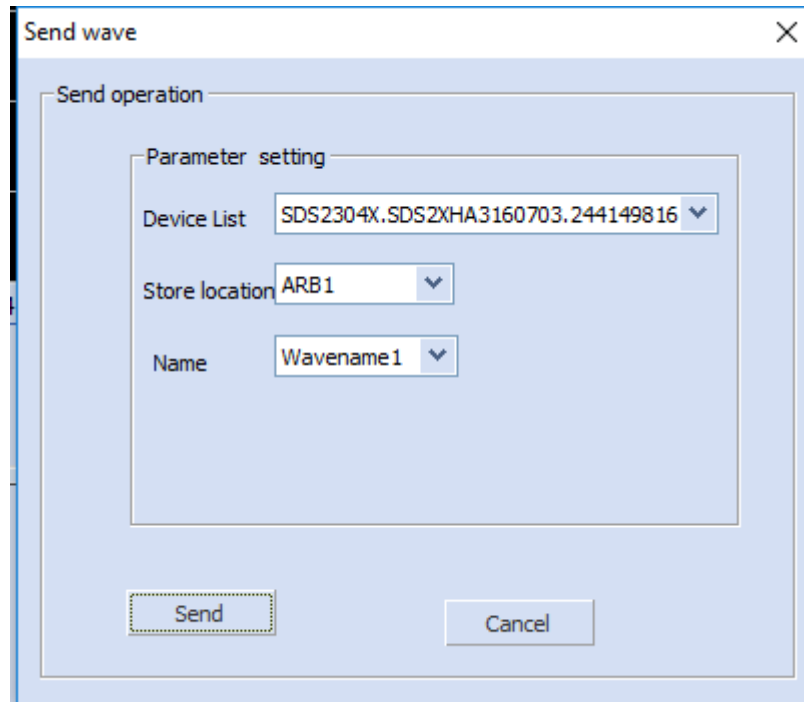 Send wave
Send operation
Parameter setting
Device List SDS2304X.SDS2XHA3160703.244149816
Store location ARB1
Name Wavename1
Send Cancel